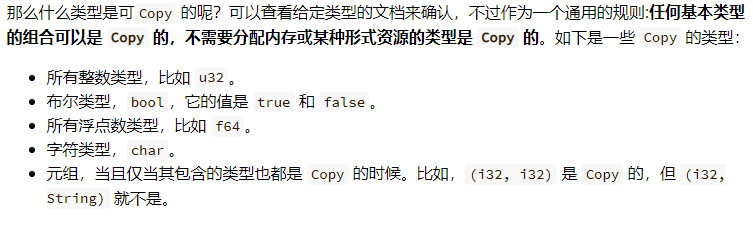 那么什么类型是可 Copy 的呢？可以查看给定类型的文档来确认，不过作为一个通用的规则:任何基本类型
的组合可以是 Copy 的，不需要分配内存或某种形式资源的类型是 Copy 的。如下是一些 Copy 的类型：
• 所有整数类型，比如 u32。
• 布尔类型，bool，它的值是 true 和 false。
• 所有浮点数类型，比如 f64。
• 字符类型，char。
• 元组，当且仅当其包含的类型也都是 Copy 的时候。比如，(i32, i32) 是 Copy 的，但 (i32,
String) 就不是。